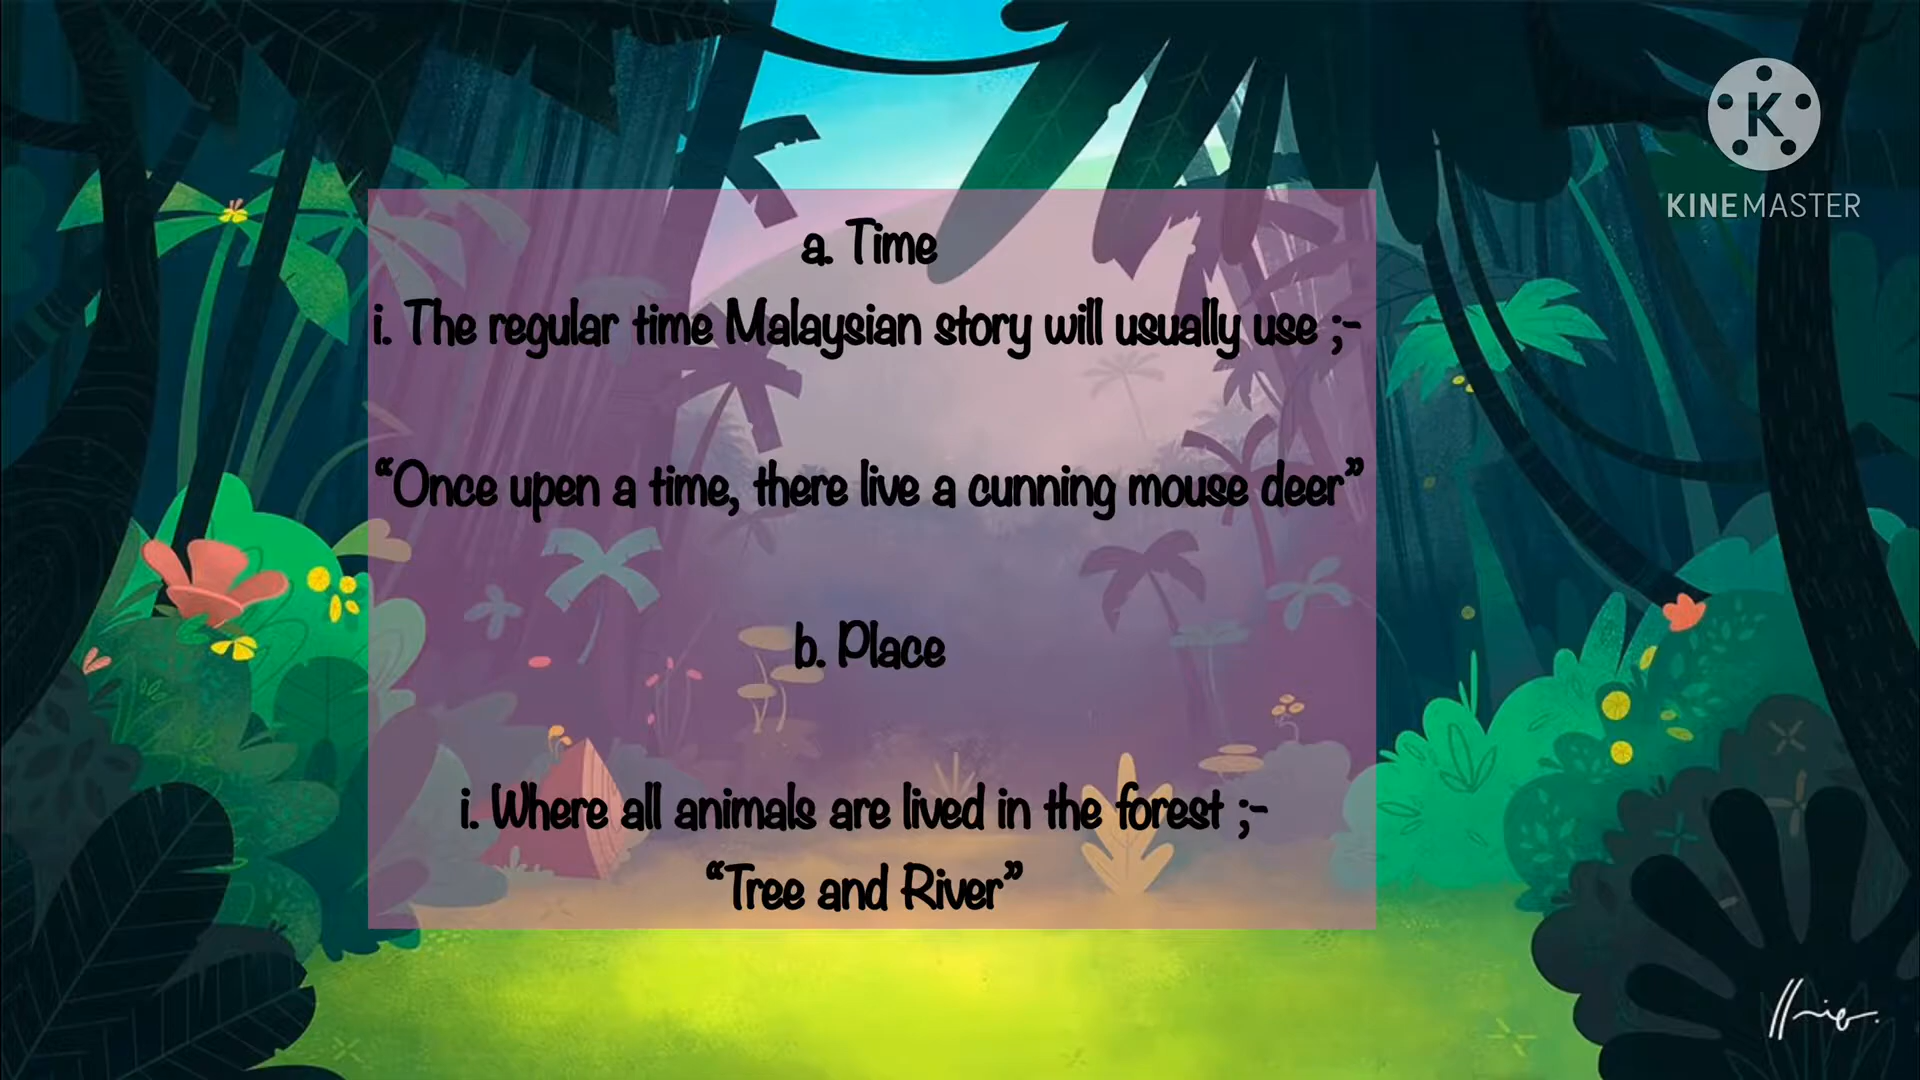 K
KINEMASTER
a. Time
i. The regular time Malaysian story will usually use ;-
“Once upen a time, there live a cunning mouse deer”
b. Place
i. Where all animals are lived in the forest ;-
“Tree and River”